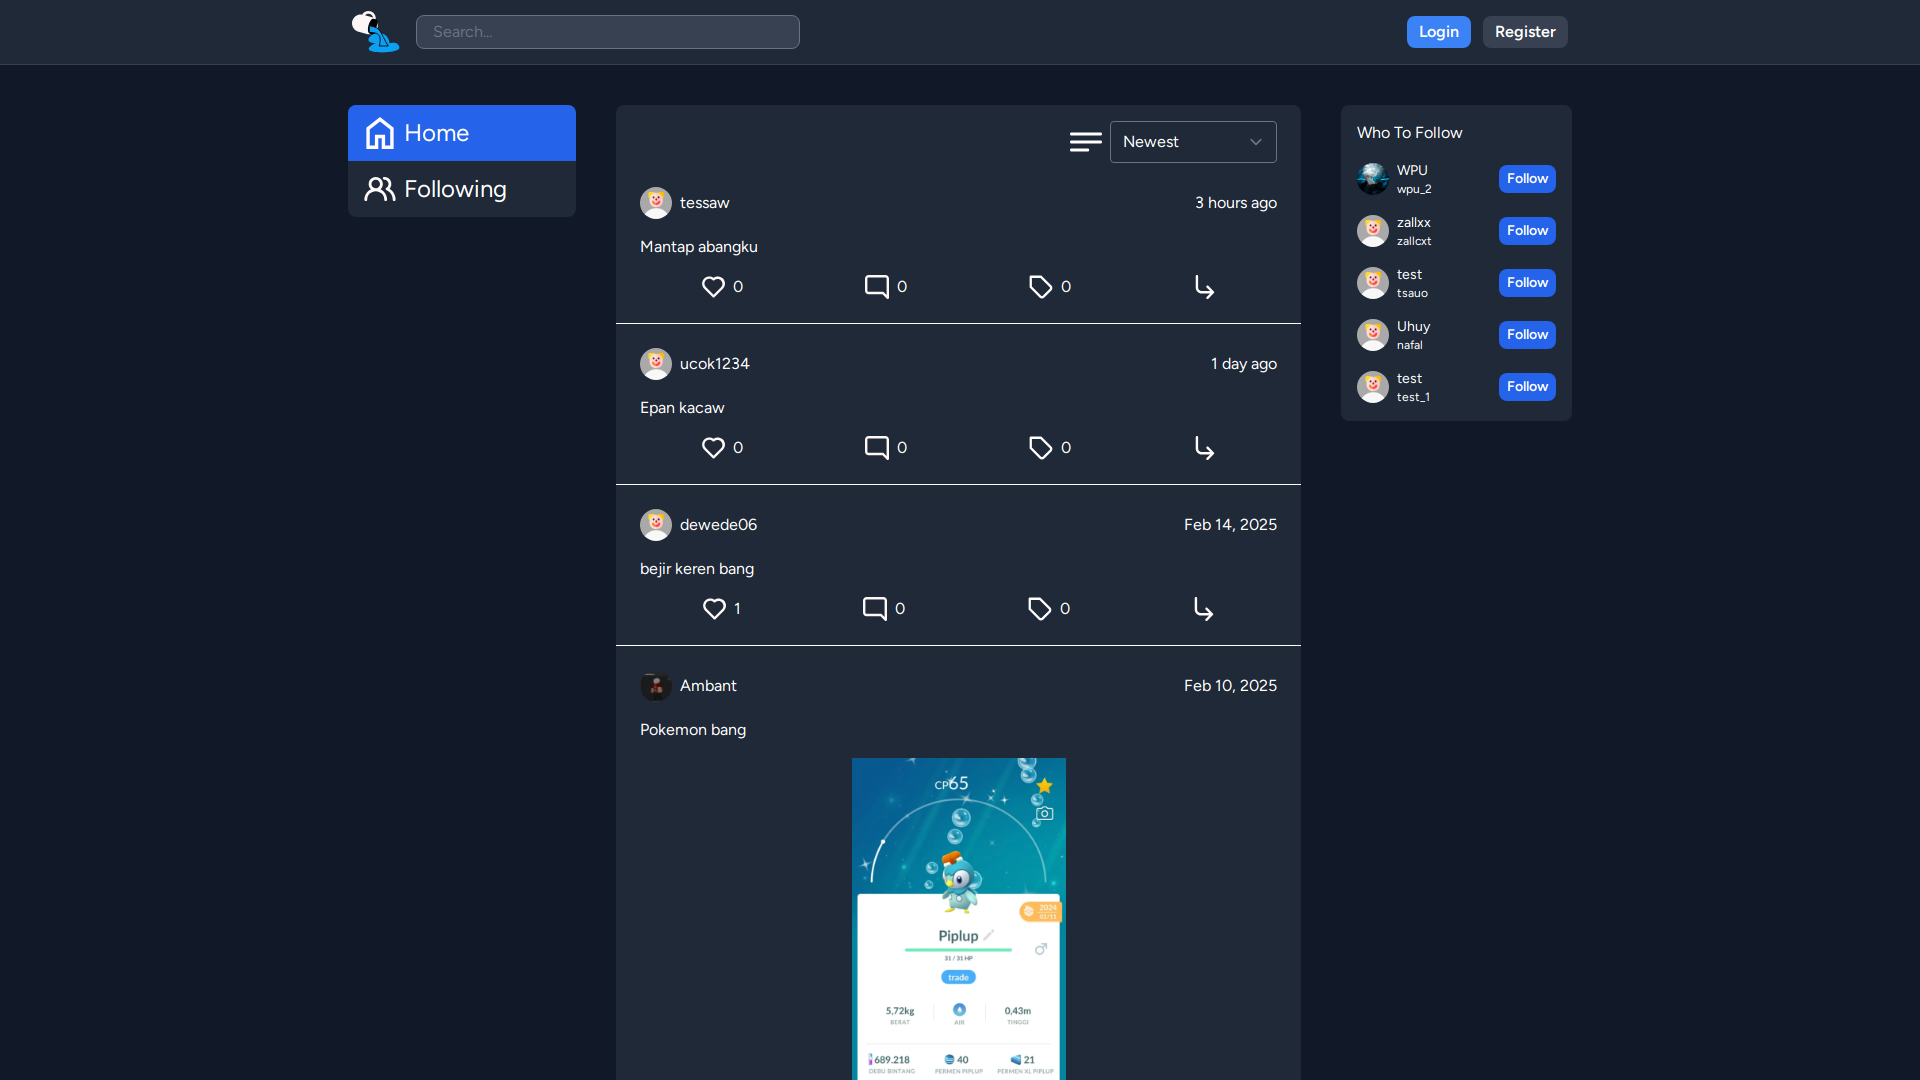 Search...
Login
Register
Home
Following
Newest
tessaw
3 hours ago
Mantap abangku
0
0
0
ucok1234
1 day ago
Epan kacaw
0
0
0
dewede06
Feb 14, 2025
bejir keren bang
1
0
0
Ambant
Feb 10, 2025
Pokemon bang
CP65
2024
01/11
Piplup
31 / 31 HP
trade
5,72kg
BERAT
AIR
0,43m
TINGGI
689.218
DEBU BINTANG
40
PERMEN PIPLUP
21
PERMEN XL PIPLUP
Who To Follow
WPU
wpu_2
Follow
zallxx
zallcxt
Follow
test
tsauo
Follow
Uhuy
nafal
Follow
test
test_1
Follow